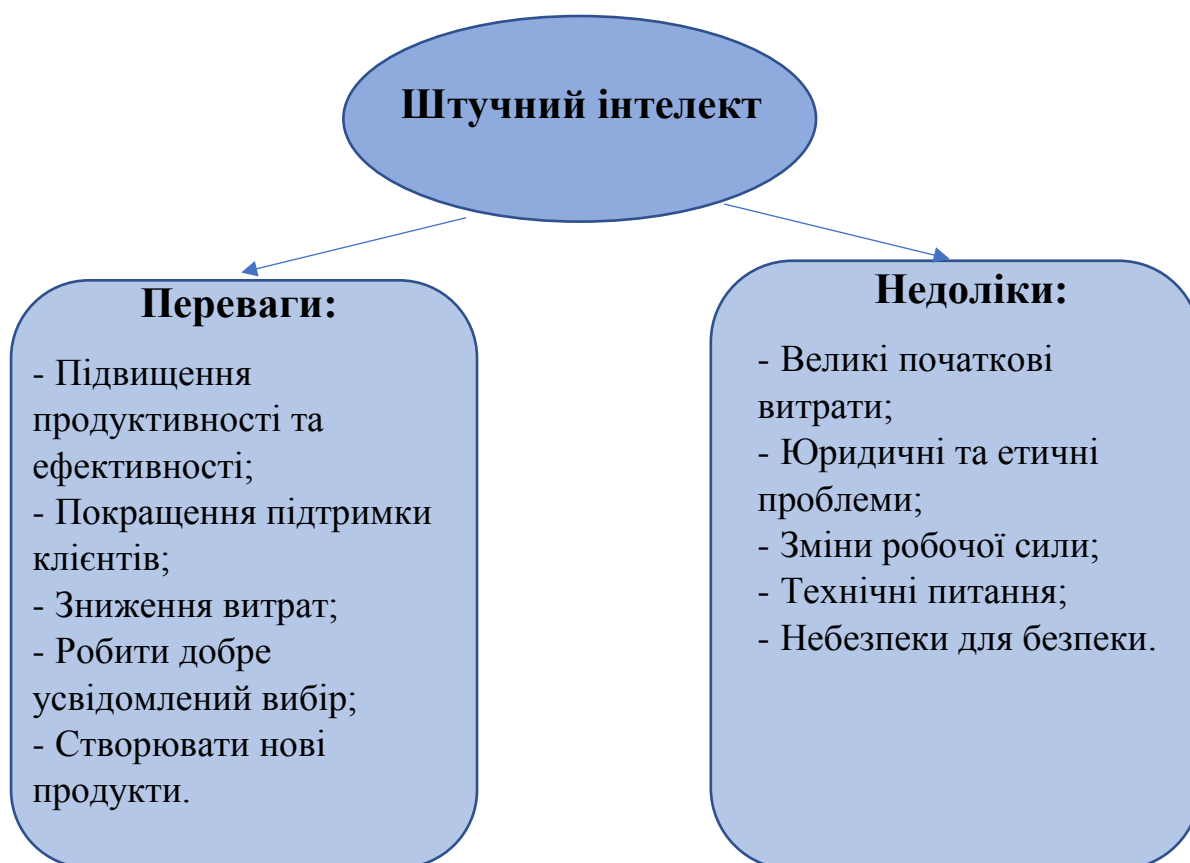 Штучний інтелект
Переваги:
- Підвищення
продуктивності та
ефективності;
- Покращення підтримки
клієнтів;
- Зниження витрат;
- Робити добре
усвідомлений вибір;
- Створювати нові
продукти.
Недоліки:
- Великі початкові
витрати;
- Юридичні та етичні
проблеми;
- Зміни робочої сили;
- Технічні питання;
- Небезпеки для безпеки.